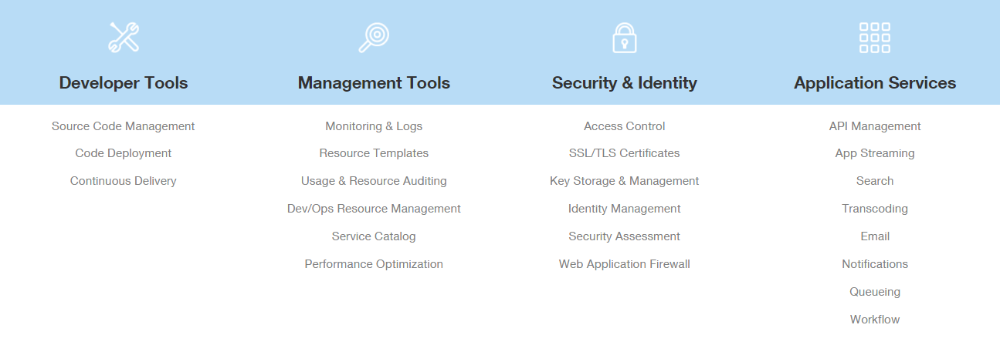 Developer Tools
Source Code Management
Code Deployment
Continuous Delivery
Management Tools
Monitoring & Logs
Resource Templates
Usage & Resource Auditing
Dev/Ops Resource Management
Service Catalog
Performance Optimization
Security & Identity
Access Control
SSL/TLS Certificates
Key Storage & Management
Identity Management
Security Assessment
Web Application Firewall
Application Services
API Management
App Streaming
Search
Transcoding
Email
Notifications
Queueing
Workflow